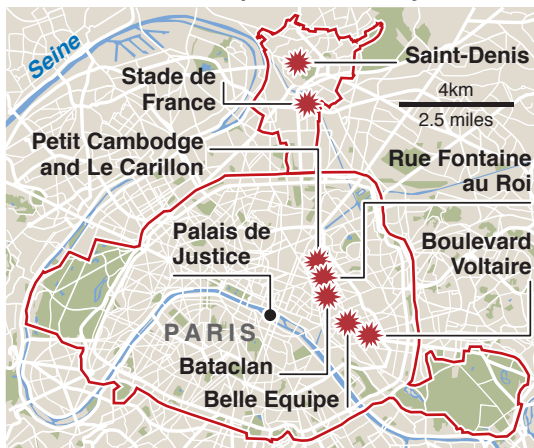 Seine
Saint-Denis
Stade de
France
4km
2.5 miles
Petit Cambodge
and Le Carillon
Rue Fontaine
au Roi
Palais de
Justice
Boulevard
Voltaire
PARIS
Bataclan
Belle Equipe